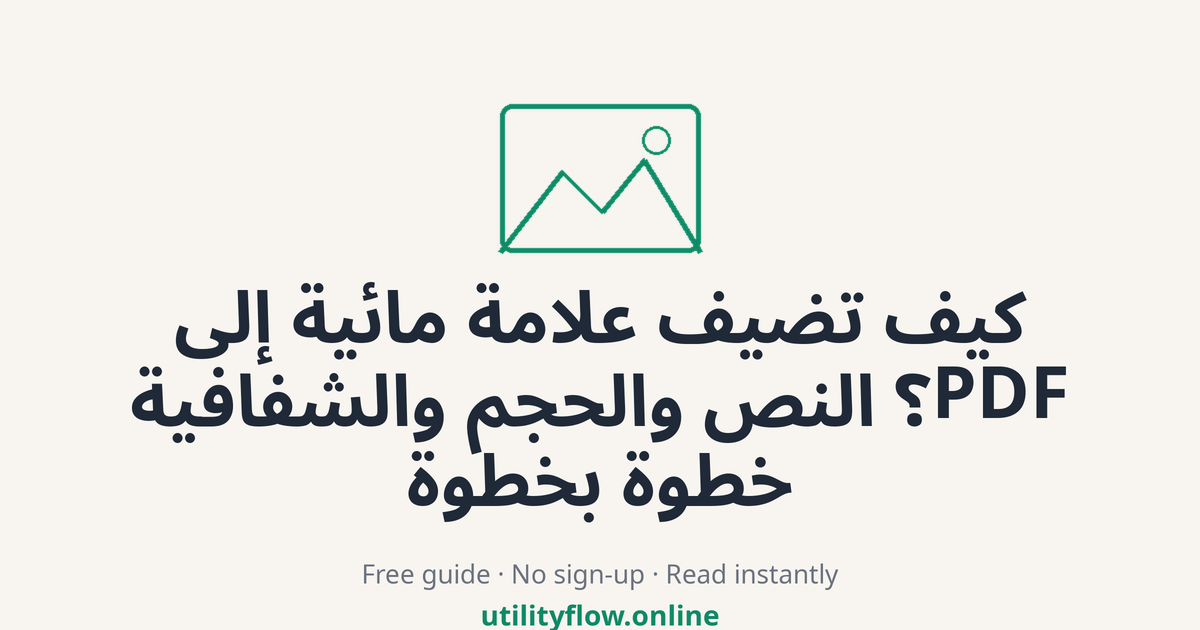 كيف تضيف علامة مائية إلى
PDF؟ النص والحجم والشفافية
خطوة بخطوة
Free guide · No sign-up · Read instantly
utilityflow.online